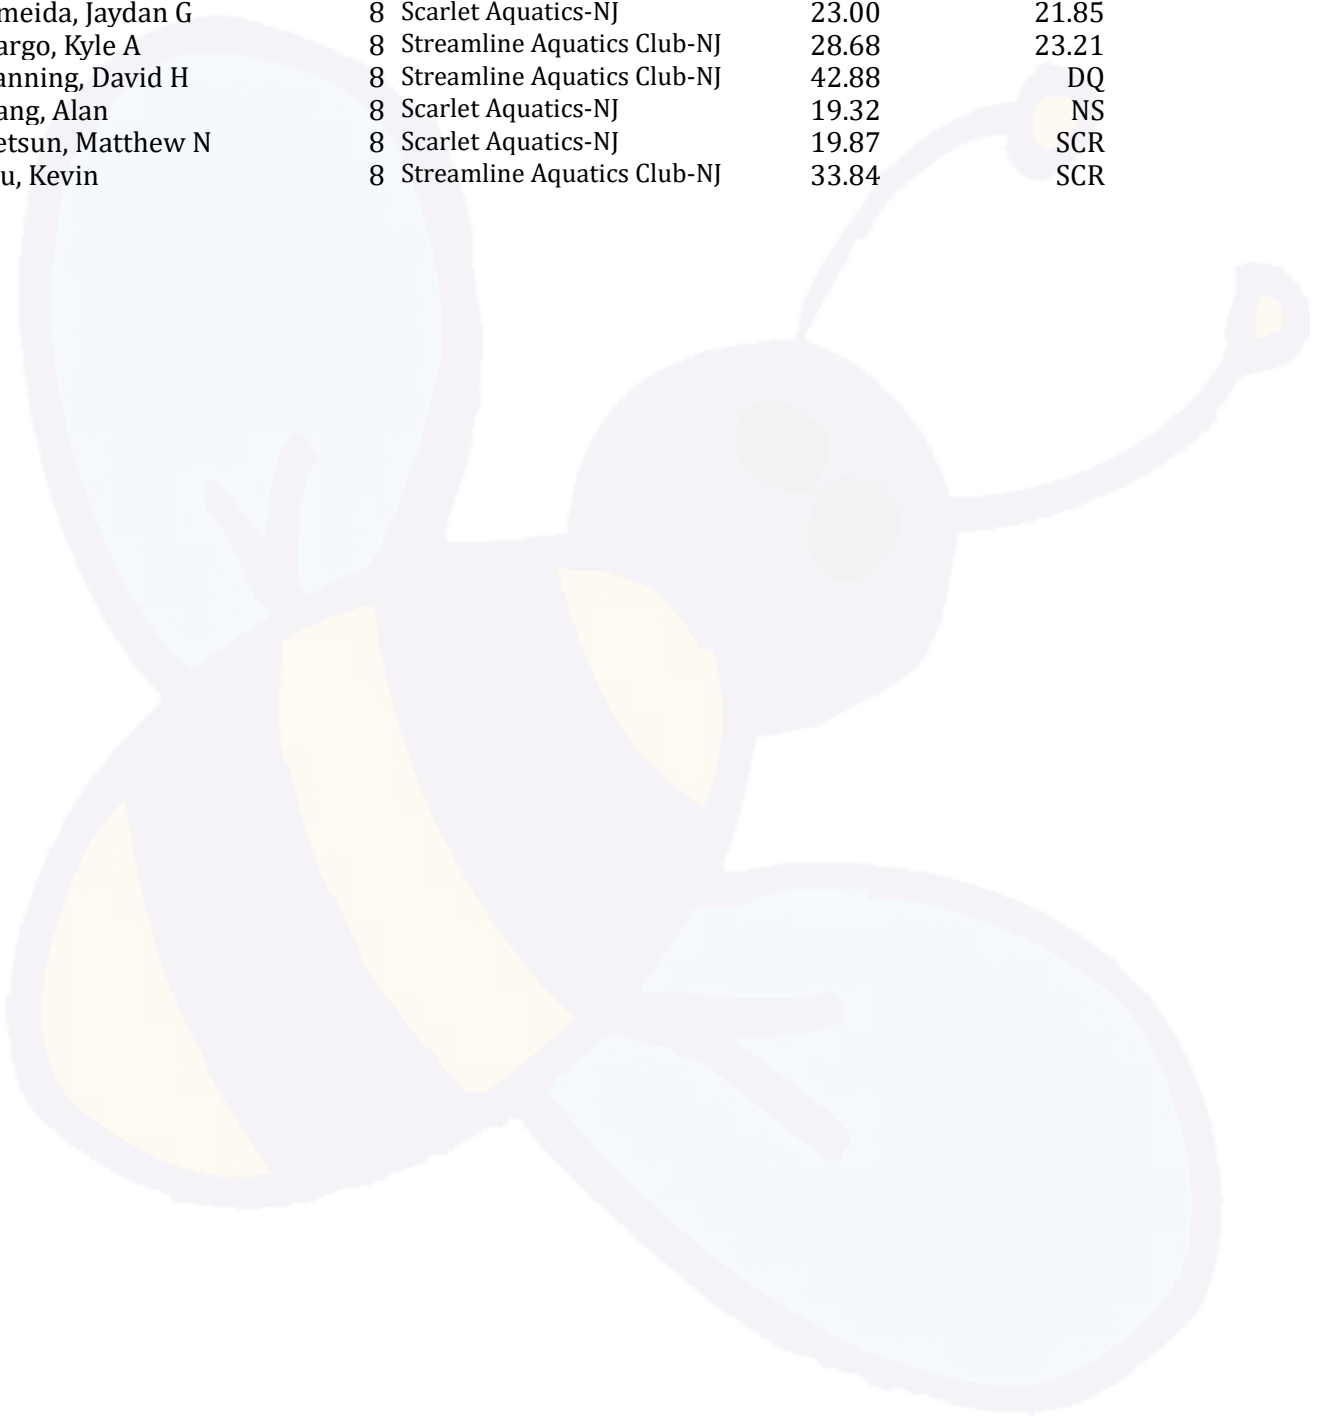 meida, Jaydan G 8 Scarlet Aquatics-NJ 23.00 21.85
argo, Kyle A 8 Streamline Aquatics Club-NJ 28.68 23.21
anning, David H 8 Streamline Aquatics Club-NJ 42.88 DQ
ang, Alan 8 Scarlet Aquatics-NJ 19.32 NS
etsun, Matthew N 8 Scarlet Aquatics-NJ 19.87 SCR
u, Kevin 8 Streamline Aquatics Club-NJ 33.84 SCR